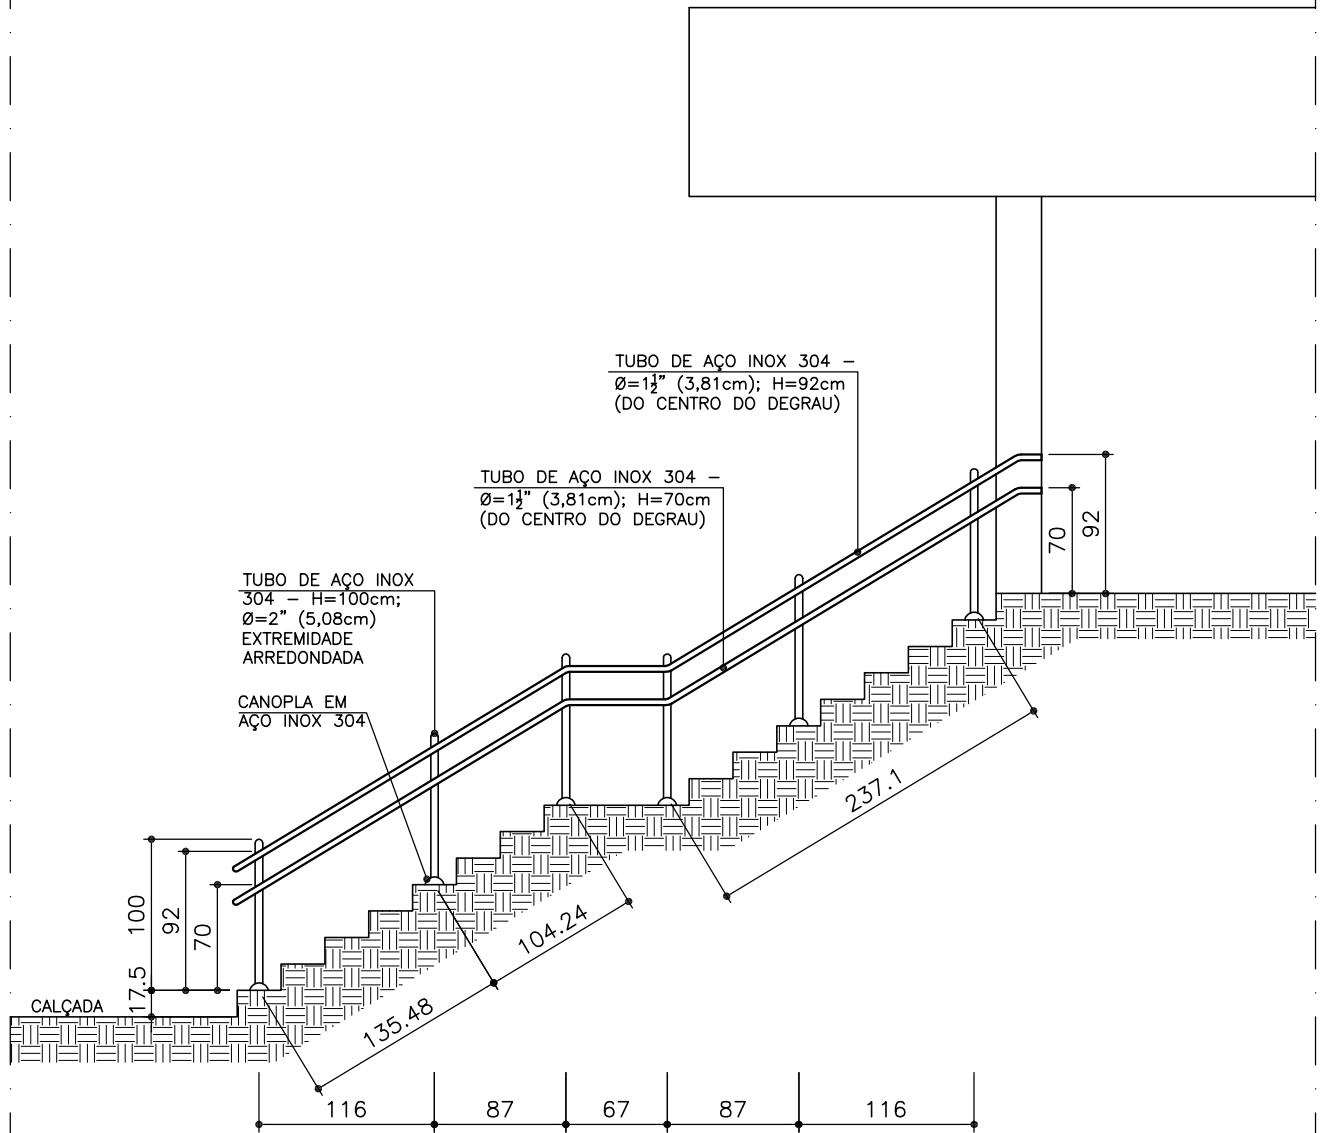 TUBO DE AÇO INOX 304 –
Ø=1½" (3,81cm); H=92cm
(DO CENTRO DO DEGRAU)
TUBO DE AÇO INOX 304 –
Ø=1½" (3,81cm); H=70cm
(DO CENTRO DO DEGRAU)
TUBO DE AÇO INOX
304 – H=100cm;
Ø=2" (5,08cm)
EXTREMIDADE
ARREDONDADA
CANOPLA EM
AÇO INOX 304
70
92
237.1
104.24
135.48
100
92
70
17.5
CALÇADA
116
87
67
87
116